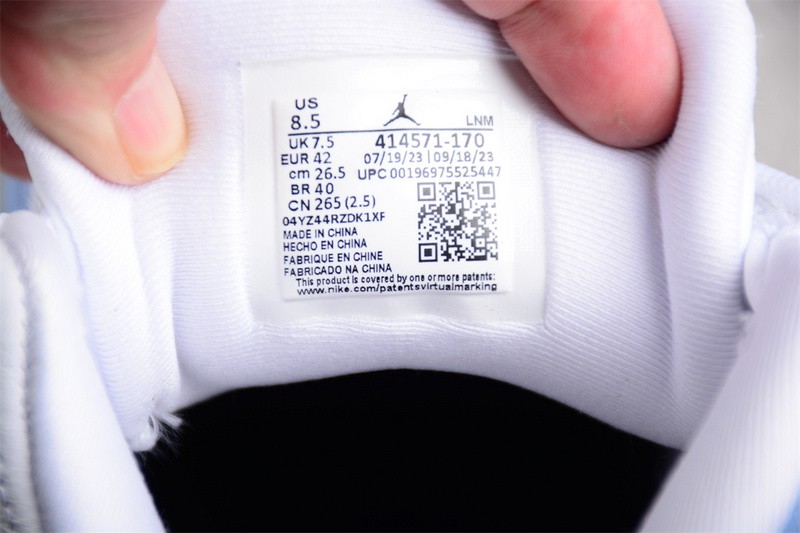 US
8.5 LNM
UK 7.5 414571-170
EUR 42 07/19/23 | 09/18/23
cm 26.5 UPC 00196975525447
BR 40
CN 265 (2.5)
04YZ44RZDK1XF
MADE IN CHINA
HECHO EN CHINA
FABRIQUE EN CHINE
FABRICADO NA CHINA
This product is covered by one or more patents:
www.nike.com/patentsvirtualmarking